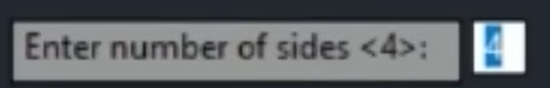 Enter number of sides <4>: 4